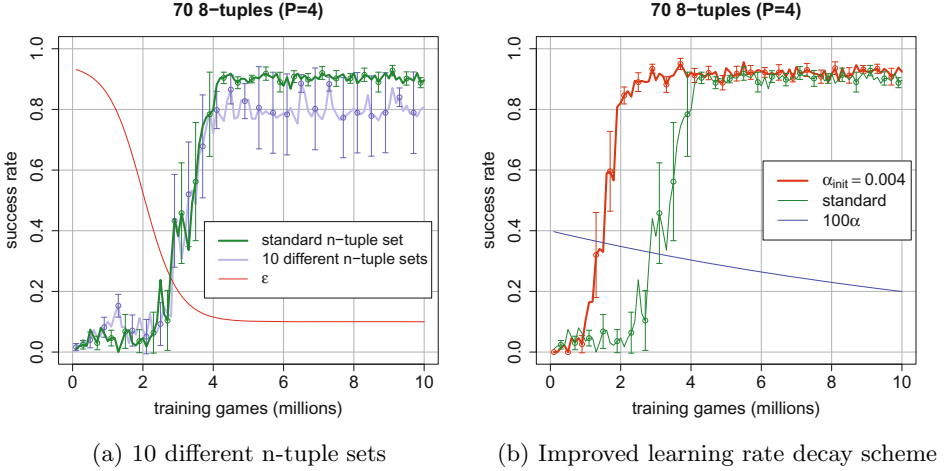 70 8−tuples (P=4)
success rate
1.0
0.8
0.6
0.4
0.2
0.0
standard n−tuple set
10 different n−tuple sets
ε
0 2 4 6 8 10
training games (millions)
(a) 10 different n-tuple sets
70 8−tuples (P=4)
success rate
1.0
0.8
0.6
0.4
0.2
0.0
αinit = 0.004
standard
100α
0 2 4 6 8 10
training games (millions)
(b) Improved learning rate decay scheme